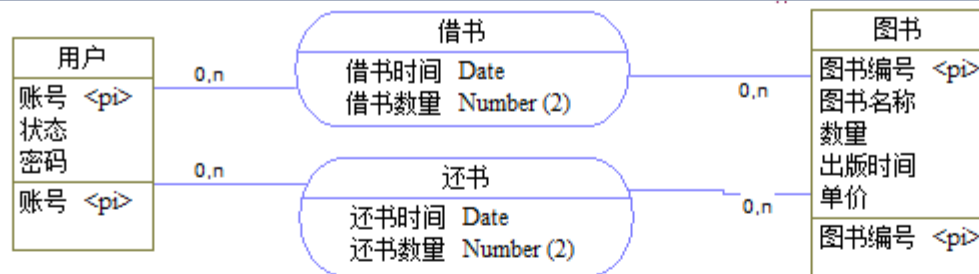 用户
账号 <pi>
状态
密码
账号 <pi>
0,n
0,n
借书
借书时间 Date
借书数量 Number (2)
还书
还书时间 Date
还书数量 Number (2)
0,n
0,n
图书
图书编号 <pi>
图书名称
数量
出版时间
单价
图书编号 <pi>